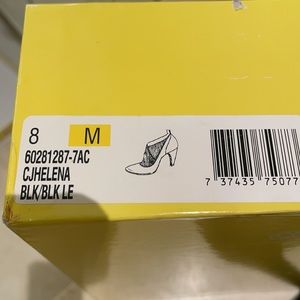 8 M
60281287-7AC
CJHELENA
BLK/BLK LE
7 37435 75077